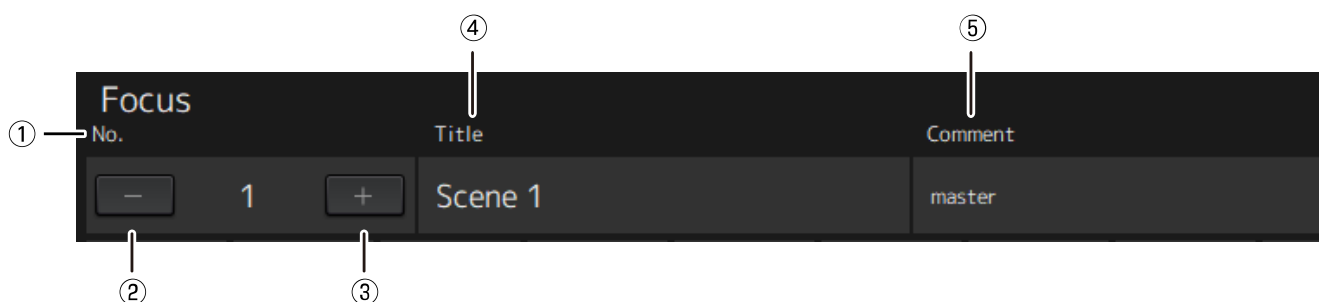 ④ ⑤
Focus
① No. Title Comment
− 1 + Scene 1 master
② ③